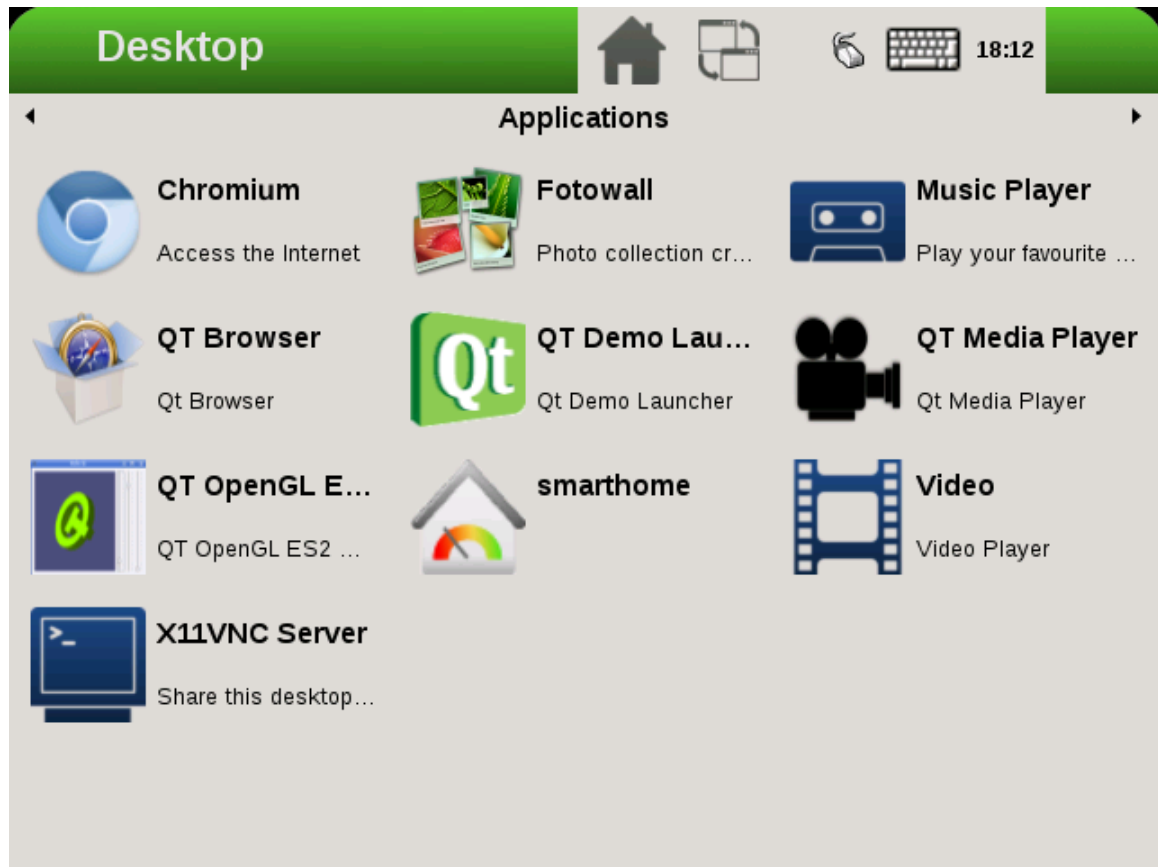 Desktop
18:12
Applications
Chromium
Access the Internet
Fotowall
Photo collection cr...
Music Player
Play your favourite ...
QT Browser
Qt Browser
Qt
QT Demo Lau...
Qt Demo Launcher
QT Media Player
Qt Media Player
QT OpenGL E...
QT OpenGL ES2 ...
smarthome
Video
Video Player
>_
X11VNC Server
Share this desktop...